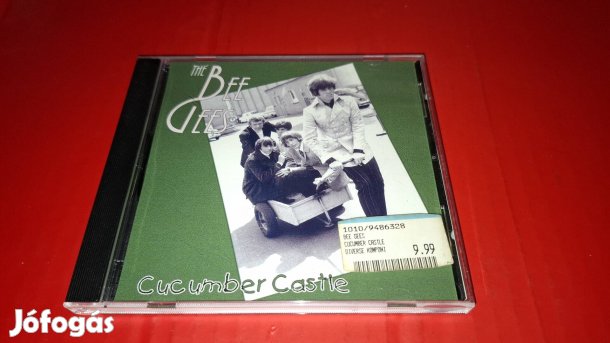 THE
BEE
GEES
1010/9486328
BEE GEES
CUCUMBER CASTLE
DIVERSE KOMPONI
9.99
Cucumber Castle
Jófogás